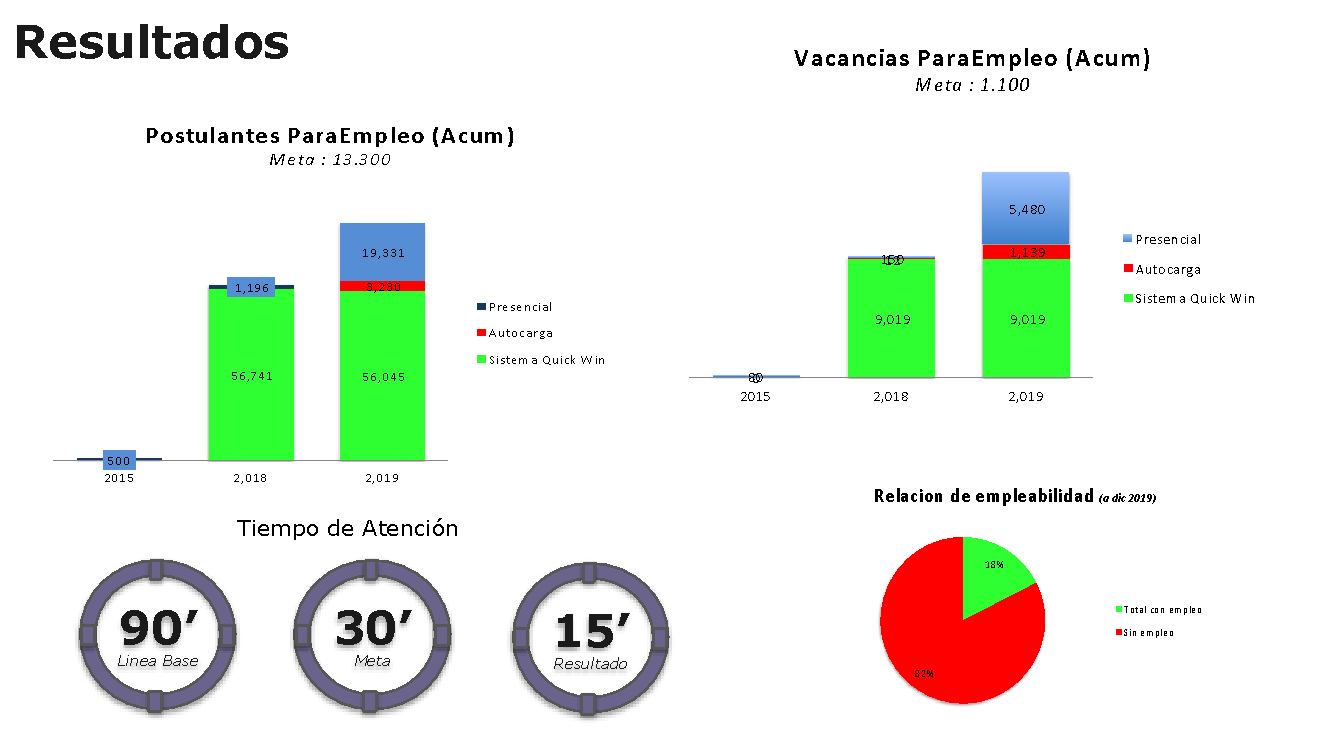 Resultados
Vacancias ParaEmpleo (Acum)
Meta : 1.100
Postulantes ParaEmpleo (Acum)
Meta : 13.300
19,331
1,196
56,741
56,045
500
2015
2,018
2,019
Presencial
Autocarga
Sistema Quick Win
5,480
1,139
9,019
9,019
2015
2,018
2,019
Presencial
Autocarga
Sistema Quick Win
Relacion de empleabilidad (a dic 2019)
18%
82%
Total con empleo
Sin empleo
Tiempo de Atención
90’
Linea Base
30’
Meta
15’
Resultado